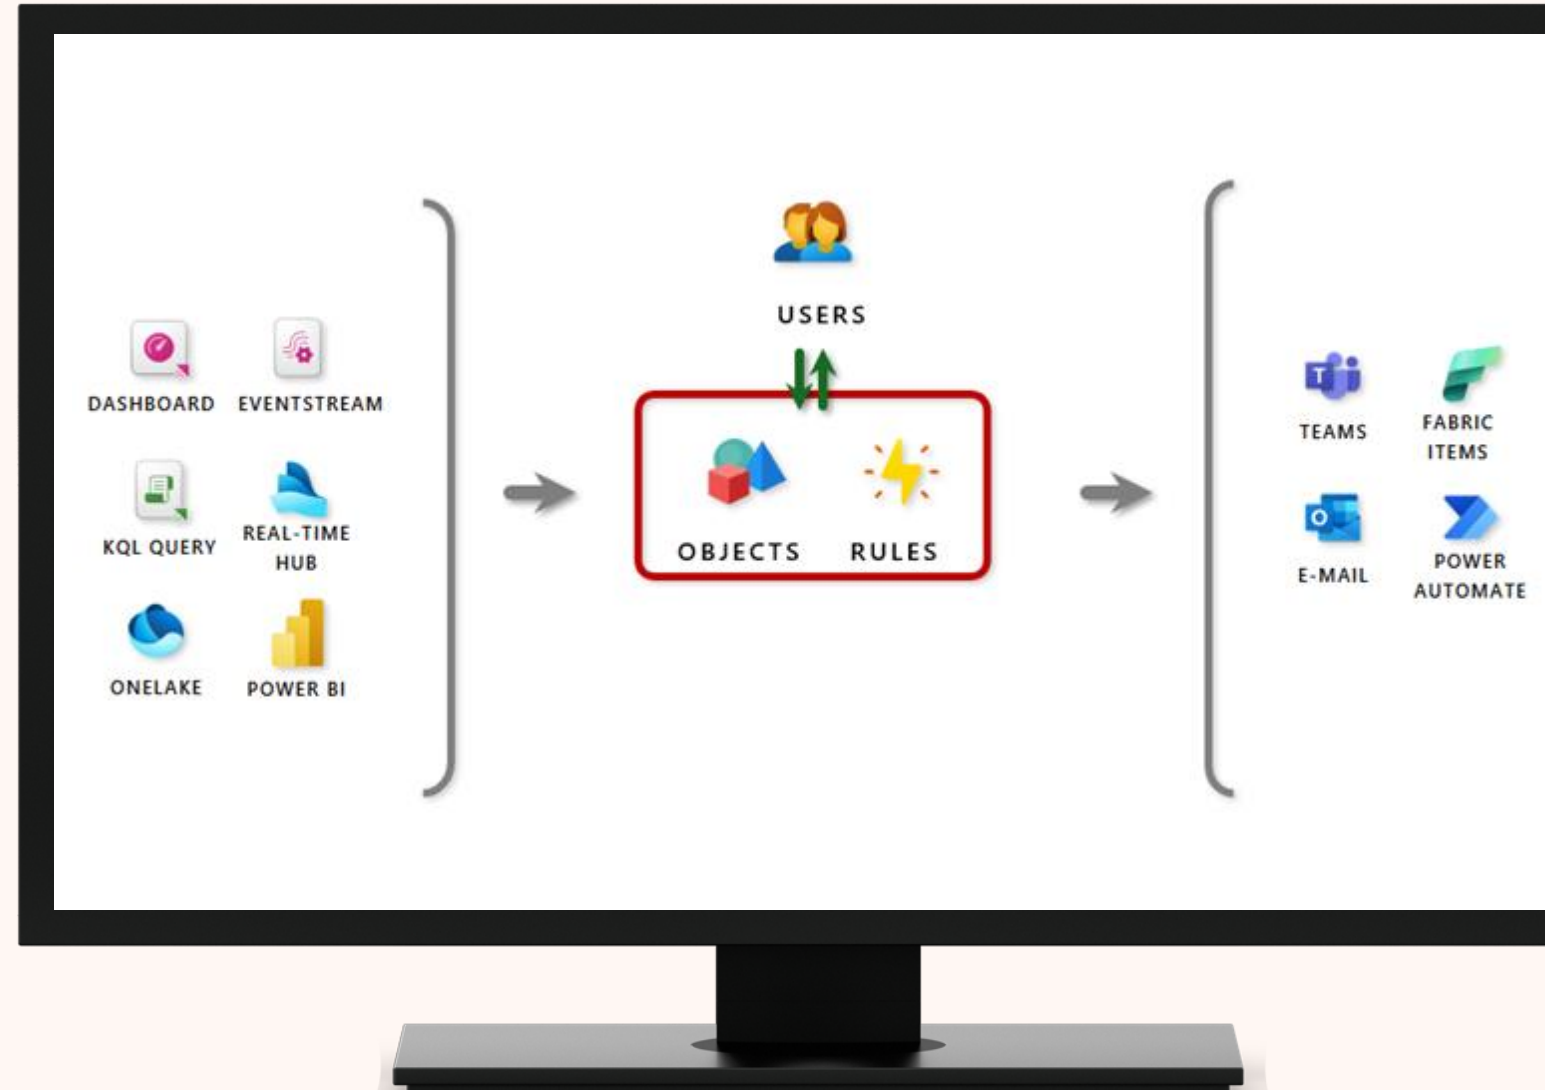 DASHBOARD
EVENTSTREAM
KQL QUERY
REAL-TIME
HUB
ONELAKE
POWER BI
USERS
OBJECTS
RULES
T
TEAMS
FABRIC
ITEMS
O
E-MAIL
POWER
AUTOMATE